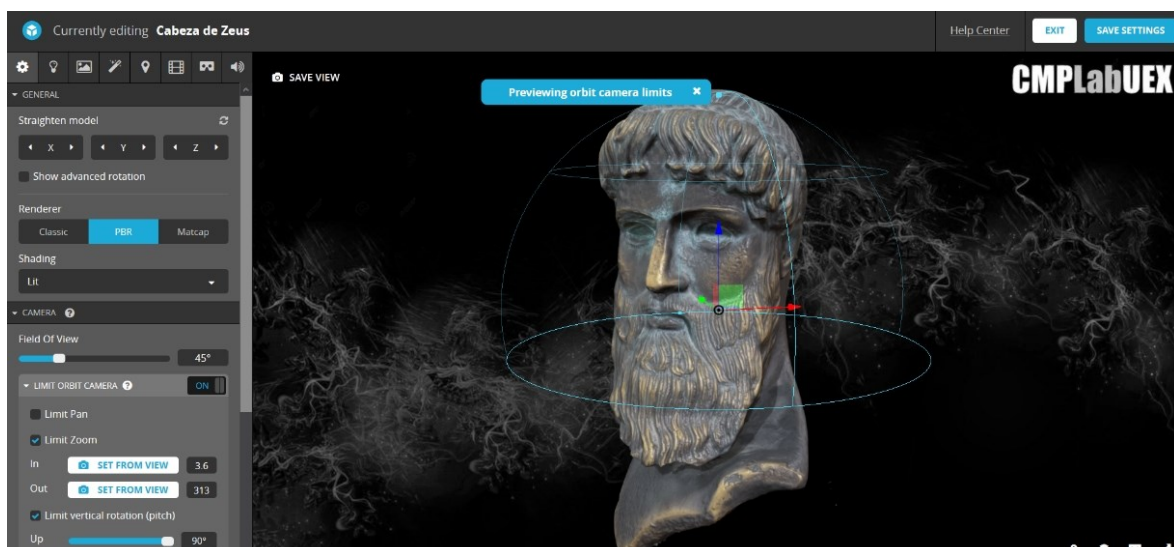 Currently editing Cabeza de Zeus
Help Center
EXIT
SAVE SETTINGS
GENERAL
Straighten model
X Y Z
Show advanced rotation
Renderer
Classic PBR Matcap
Shading
Lit
CAMERA
Field Of View
45°
LIMIT ORBIT CAMERA ON
Limit Pan
Limit Zoom
In SET FROM VIEW 3.6
Out SET FROM VIEW 313
Limit vertical rotation (pitch)
Up 90°
SAVE VIEW
Previewing orbit camera limits
CMPLabUEX